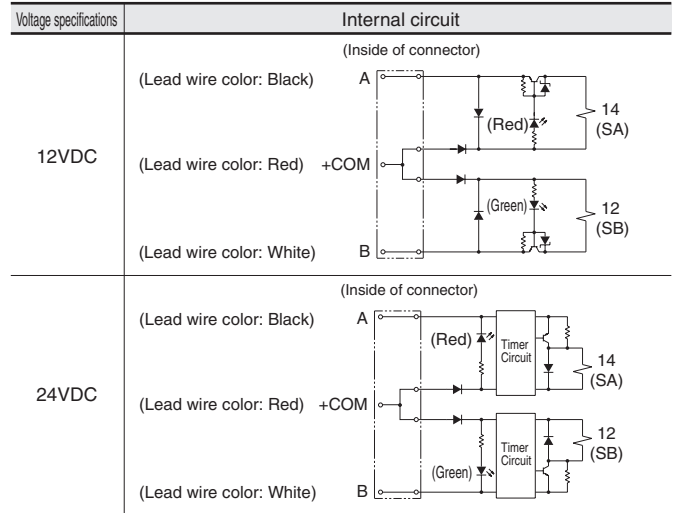 Voltage specifications Internal circuit
12VDC
(Inside of connector)
(Lead wire color: Black) A
(Red)
14
(SA)
(Lead wire color: Red) +COM
(Green)
12
(SB)
(Lead wire color: White) B
24VDC
(Inside of connector)
(Lead wire color: Black) A
(Red)
Timer
Circuit
14
(SA)
(Lead wire color: Red) +COM
(Green)
Timer
Circuit
12
(SB)
(Lead wire color: White) B